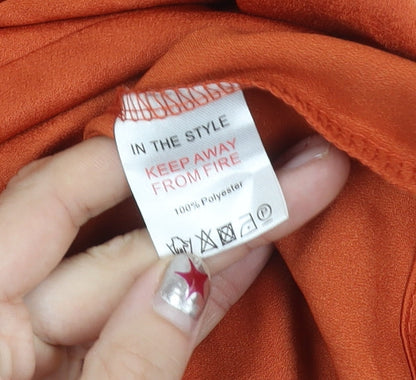 IN THE STYLE
KEEP AWAY
FROM FIRE
100% Polyester